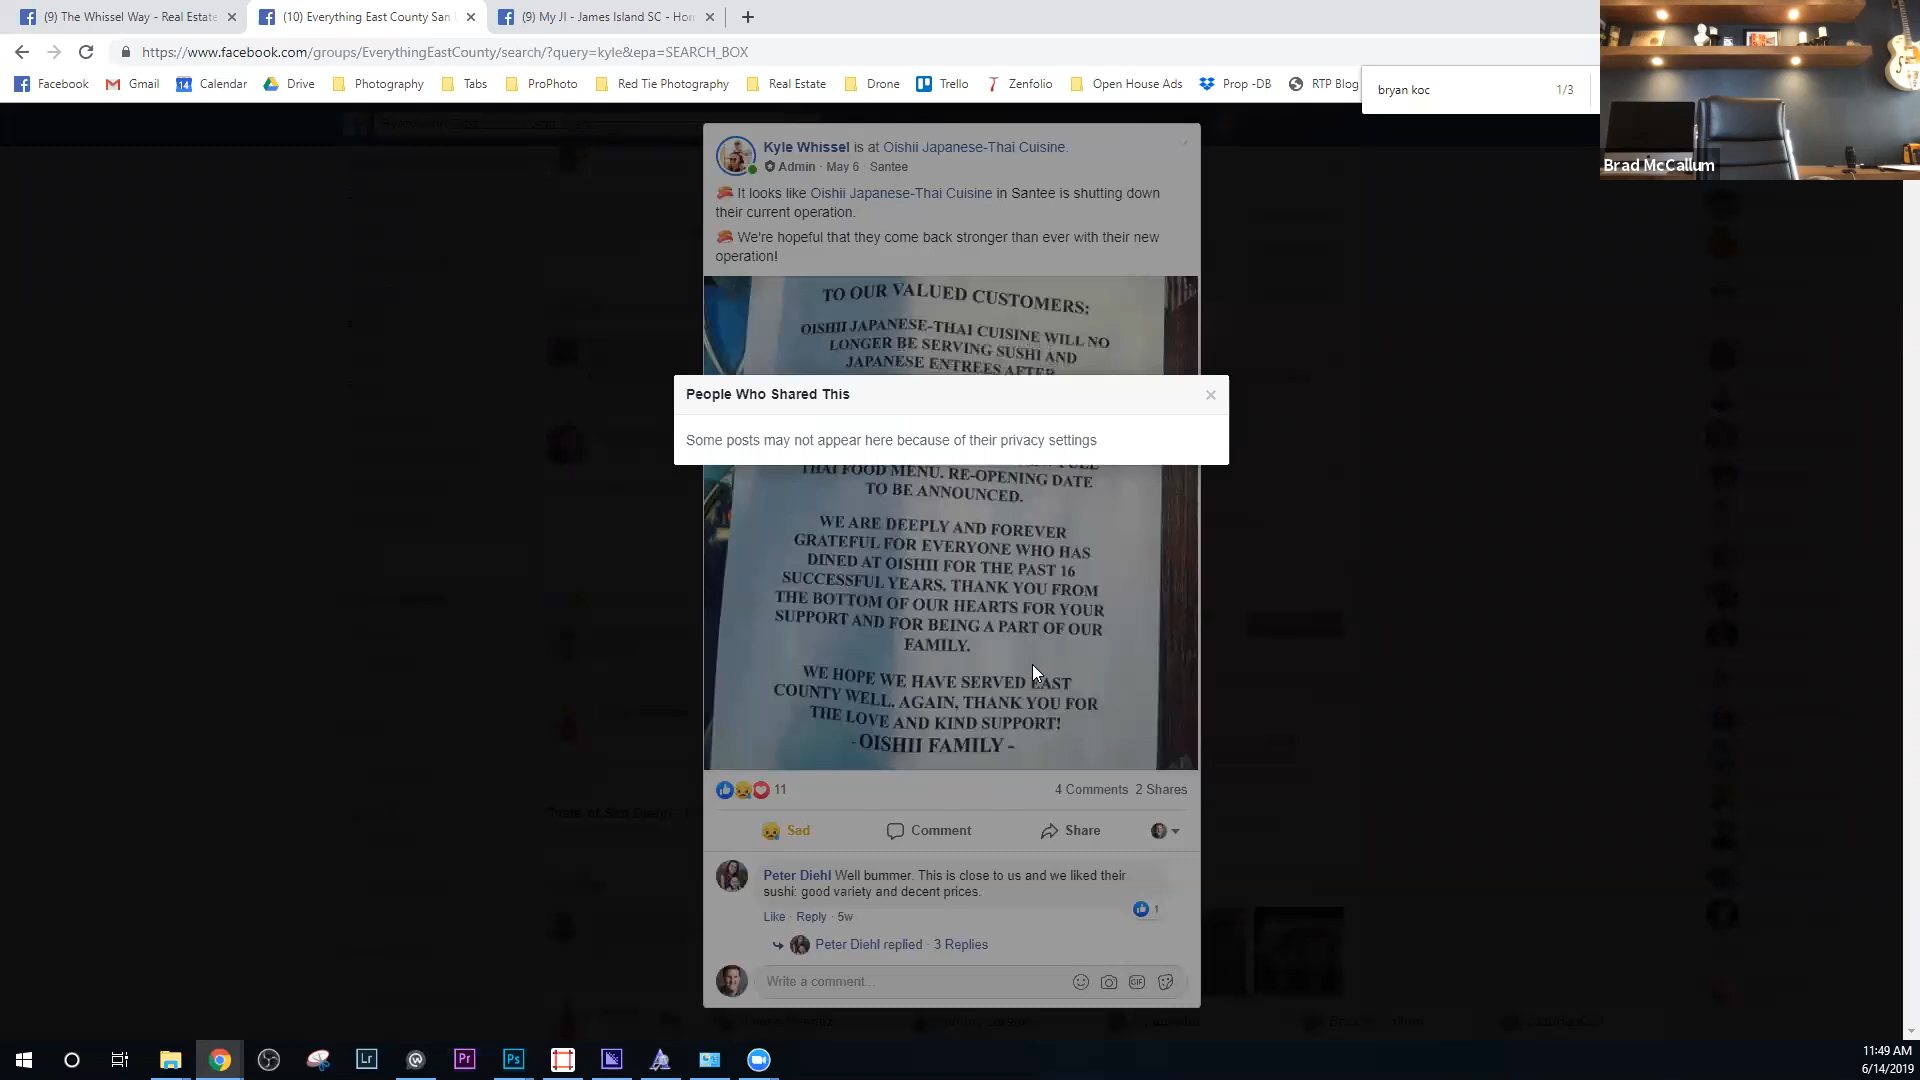 (9) The Whissel Way - Real Estate
(10) Everything East County San
(9) My JI - James Island SC - Hom
https://www.facebook.com/groups/EverythingEastCounty/search/?query=kyle&epa=SEARCH_BOX
Facebook Gmail Calendar Drive Photography Tabs ProPhoto Red Tie Photography Real Estate Drone Trello Zenfolio Open House Ads Prop -DB RTP Blog
bryan koc 1/3
Brad McCallum
Kyle Whissel is at Oishii Japanese-Thai Cuisine.
Admin · May 6 · Santee
It looks like Oishii Japanese-Thai Cuisine in Santee is shutting down
their current operation.
We're hopeful that they come back stronger than ever with their new
operation!
TO OUR VALUED CUSTOMERS:
OISHII JAPANESE-THAI CUISINE WILL NO
LONGER BE SERVING SUSHI AND
JAPANESE ENTREES AFTER
People Who Shared This
Some posts may not appear here because of their privacy settings
THAI FOOD MENU. RE-OPENING DATE
TO BE ANNOUNCED.
WE ARE DEEPLY AND FOREVER
GRATEFUL FOR EVERYONE WHO HAS
DINED AT OISHII FOR THE PAST 16
SUCCESSFUL YEARS. THANK YOU FROM
THE BOTTOM OF OUR HEARTS FOR YOUR
SUPPORT AND FOR BEING A PART OF OUR
FAMILY.
WE HOPE WE HAVE SERVED EAST
COUNTY WELL. AGAIN, THANK YOU FOR
THE LOVE AND KIND SUPPORT!
- OISHII FAMILY -
11 4 Comments 2 Shares
Sad Comment Share
Peter Diehl Well bummer. This is close to us and we liked their
sushi: good variety and decent prices.
1
Like · Reply · 5w
Peter Diehl replied · 3 Replies
Write a comment...
GIF
Lr Pr Ps
11:49 AM
6/14/2019